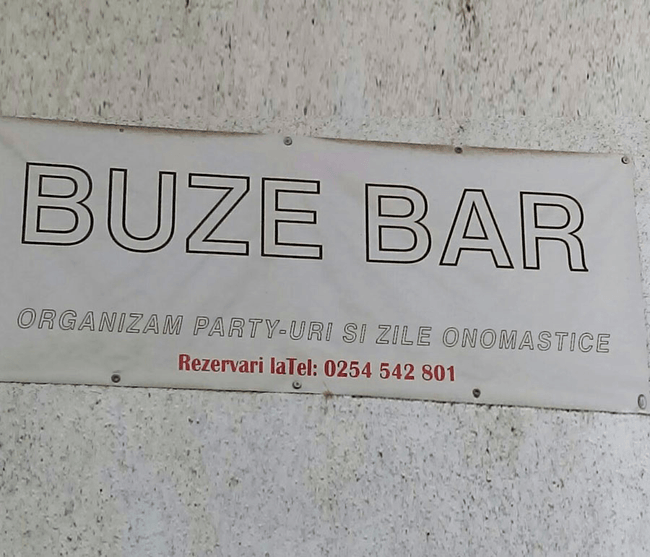 BUZE BAR
ORGANIZAM PARTY-URI SI ZILE ONOMASTICE
Rezervari laTel: 0254 542 801